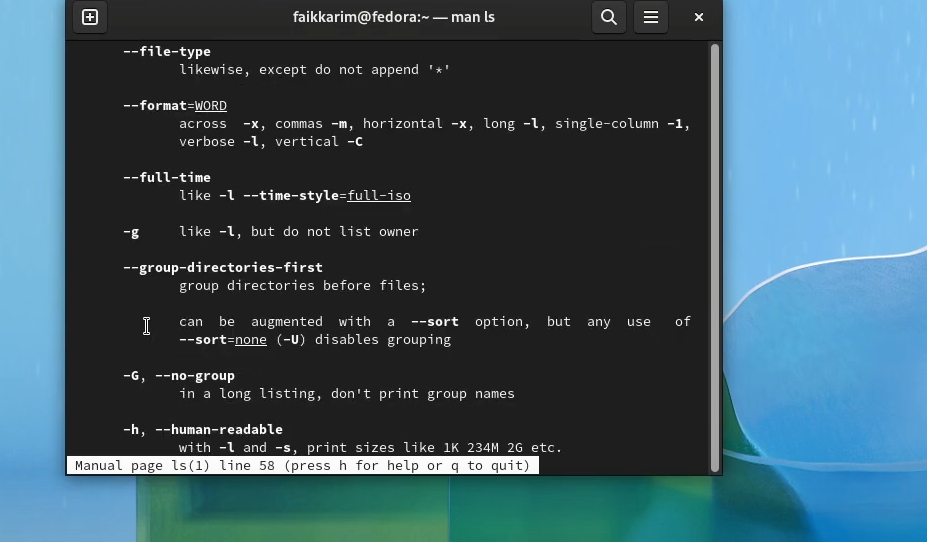 faikkarim@fedora:~ — man ls
--file-type
likewise, except do not append '*'
--format=WORD
across -x, commas -m, horizontal -x, long -l, single-column -1,
verbose -l, vertical -C
--full-time
like -l --time-style=full-iso
-g like -l, but do not list owner
--group-directories-first
group directories before files;
can be augmented with a --sort option, but any use of
--sort=none (-U) disables grouping
-G, --no-group
in a long listing, don't print group names
-h, --human-readable
with -l and -s, print sizes like 1K 234M 2G etc.
Manual page ls(1) line 58 (press h for help or q to quit)